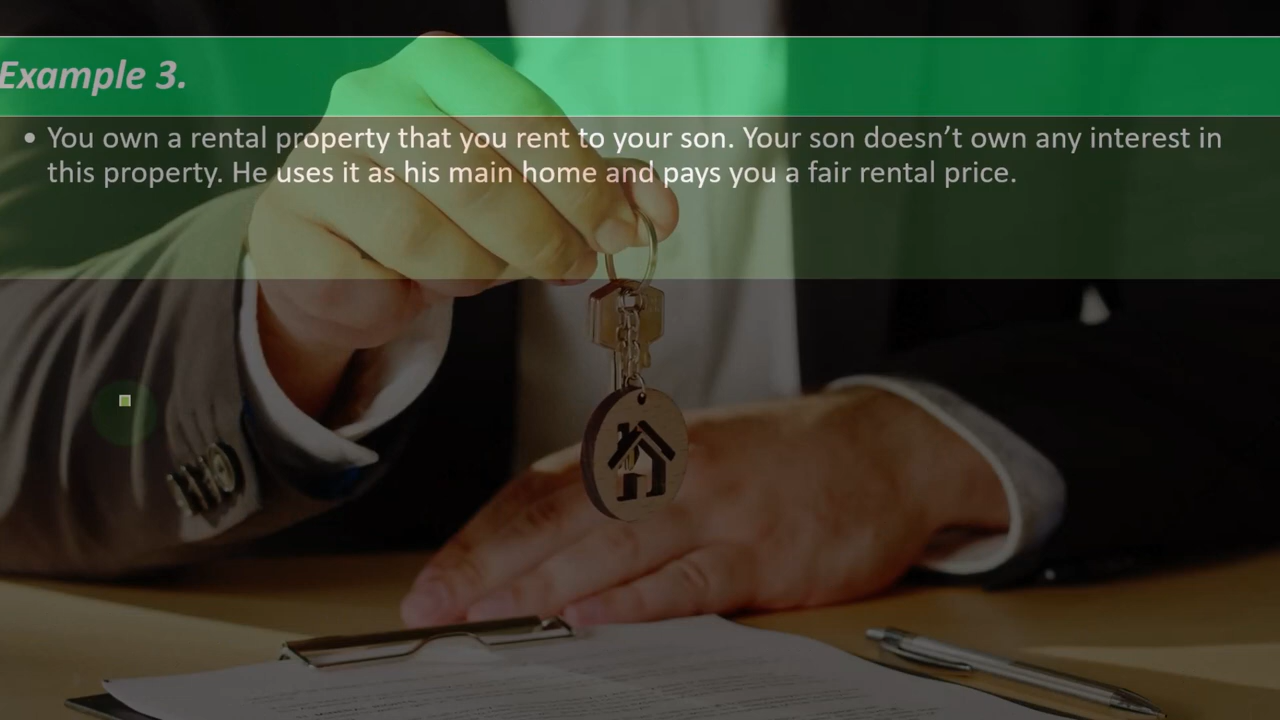 Example 3.
• You own a rental property that you rent to your son. Your son doesn’t own any interest in
this property. He uses it as his main home and pays you a fair rental price.